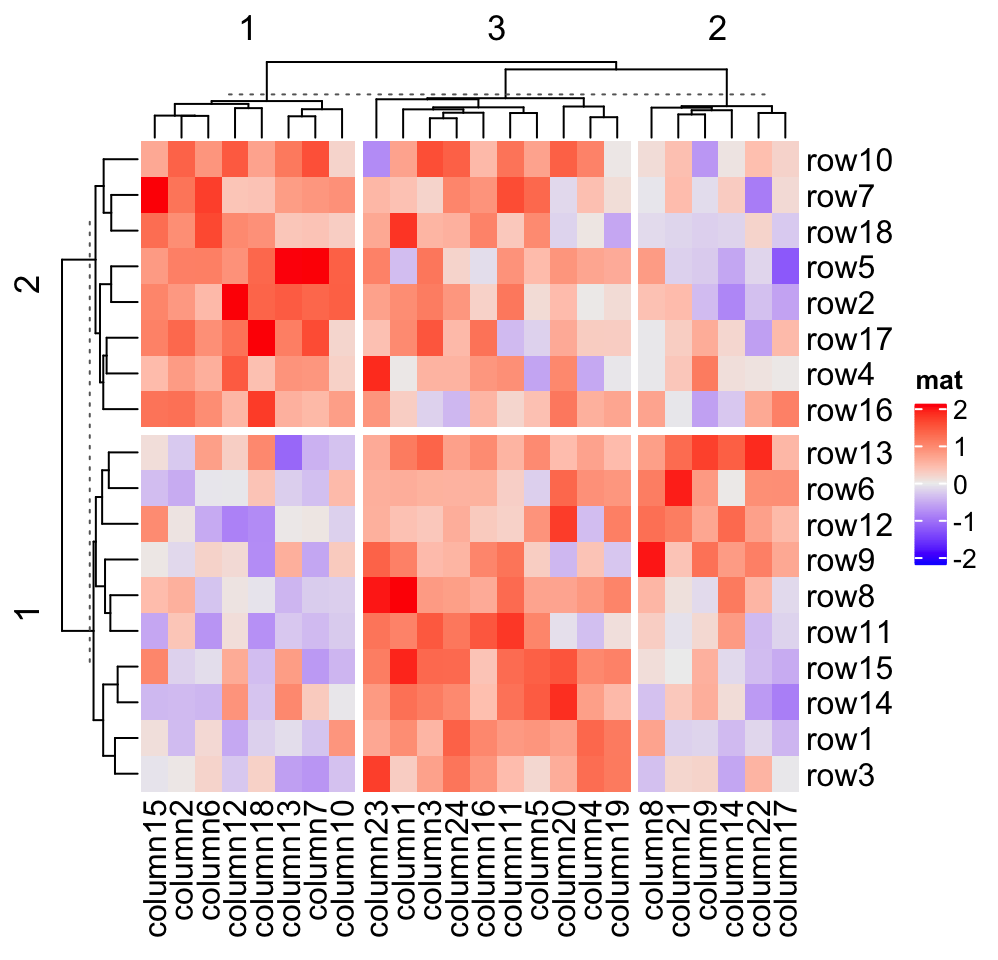 1 3 2
2
1
row10
row7
row18
row5
row2
row17
row4
row16
row13
row6
row12
row9
row8
row11
row15
row14
row1
row3
mat
2
1
0
-1
-2
column15
column2
column6
column12
column18
column13
column7
column10
column23
column1
column3
column24
column16
column11
column5
column20
column4
column19
column8
column21
column9
column14
column22
column17